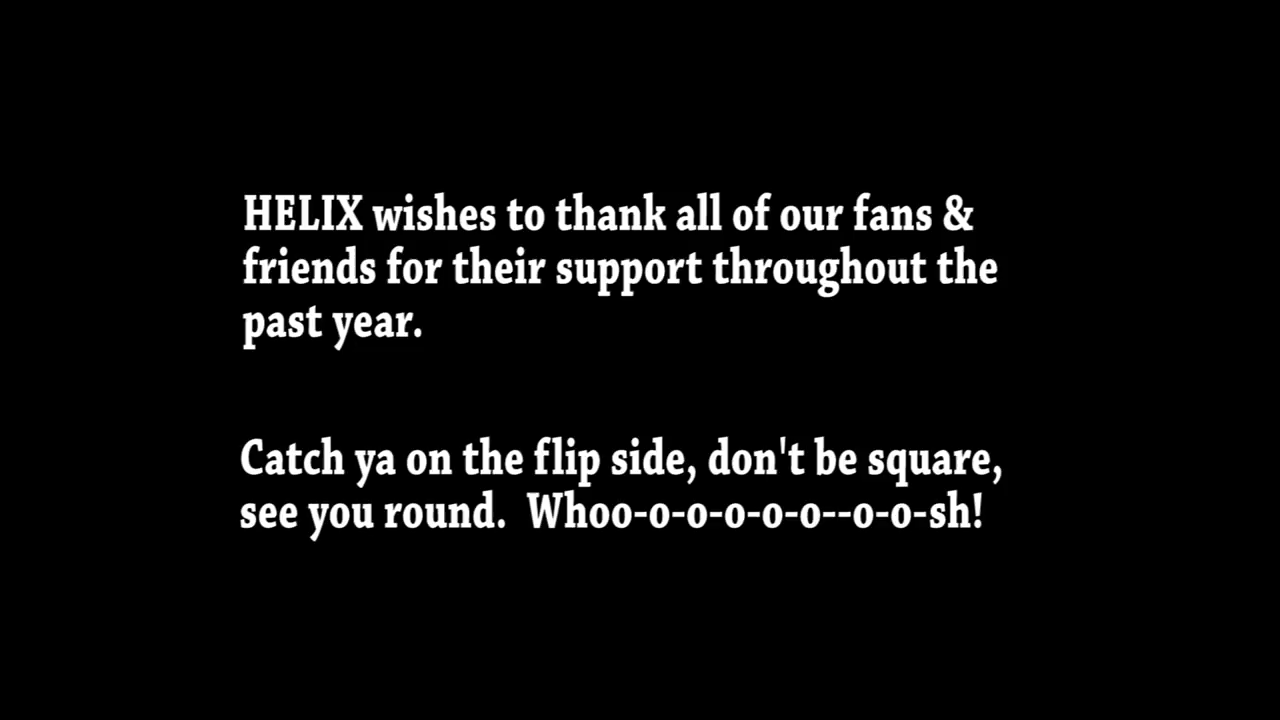 HELIX wishes to thank all of our fans &
friends for their support throughout the
past year.
Catch ya on the flip side, don't be square,
see you round.  Whoo-o-o-o-o-o--o-o-sh!